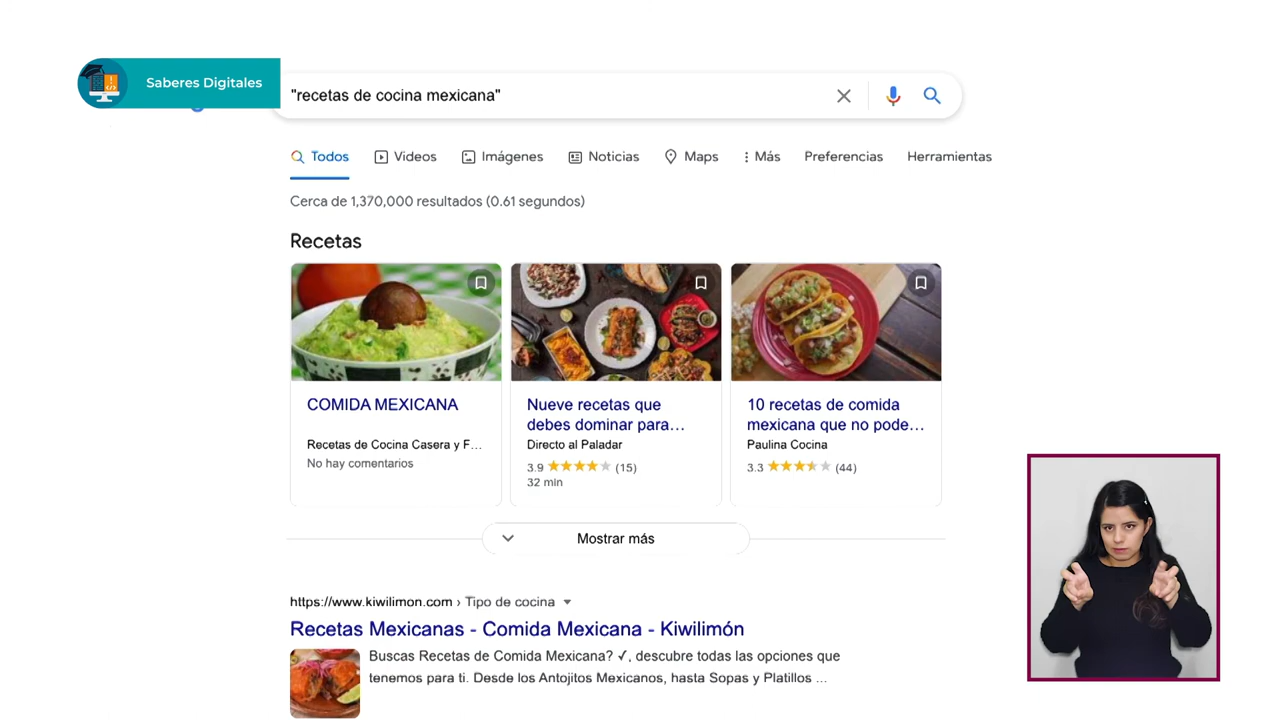 Saberes Digitales
"recetas de cocina mexicana"
Todos Videos Imágenes Noticias Maps Más Preferencias Herramientas
Cerca de 1,370,000 resultados (0.61 segundos)
Recetas
COMIDA MEXICANA
Recetas de Cocina Casera y F...
No hay comentarios
Nueve recetas que
debes dominar para...
Directo al Paladar
3.9 (15)
32 min
10 recetas de comida
mexicana que no pode...
Paulina Cocina
3.3 (44)
Mostrar más
https://www.kiwilimon.com › Tipo de cocina
Recetas Mexicanas - Comida Mexicana - Kiwilimón
Buscas Recetas de Comida Mexicana? ✓, descubre todas las opciones que
tenemos para ti. Desde los Antojitos Mexicanos, hasta Sopas y Platillos ...